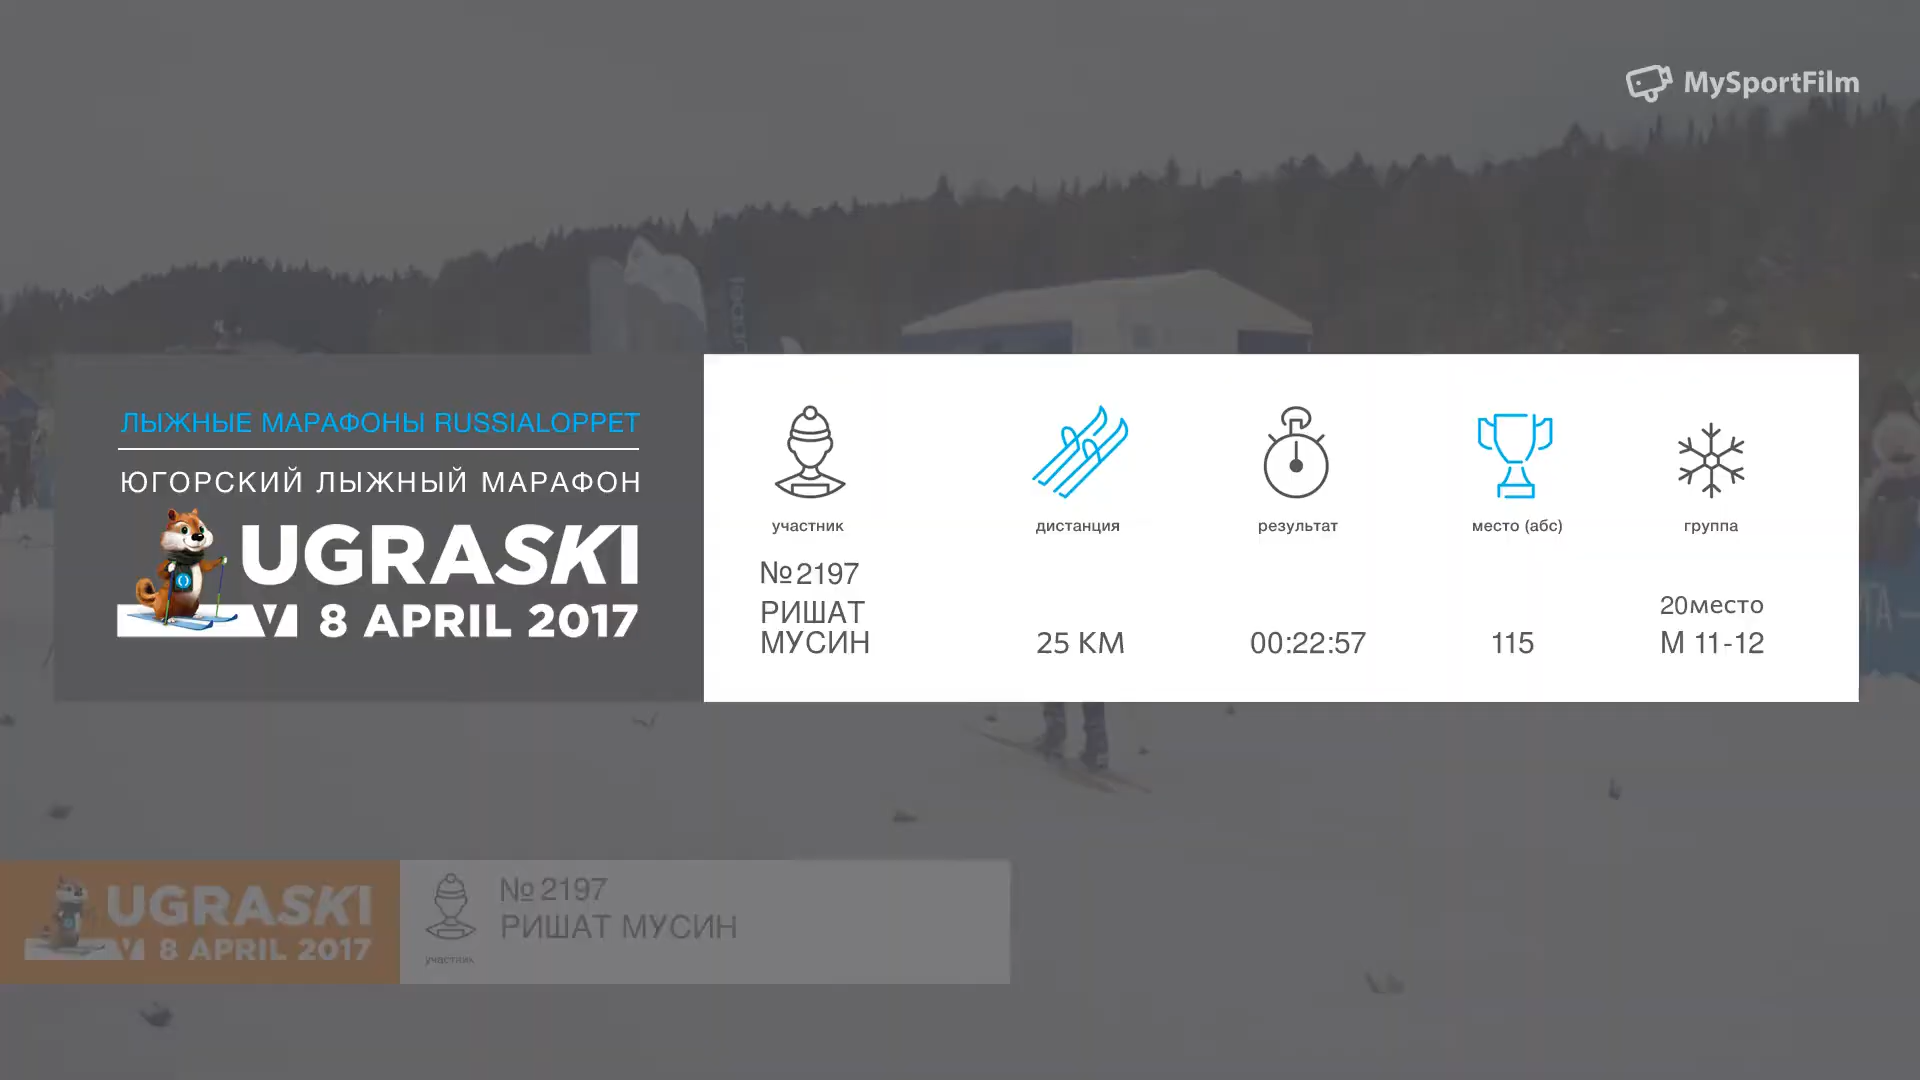 MySportFilm
ЛЫЖНЫЕ МАРАФОНЫ RUSSIALOPPET
ЮГОРСКИЙ ЛЫЖНЫЙ МАРАФОН
UGRASKI
8 APRIL 2017
участник
дистанция
результат
место (абс)
группа
№2197
РИШАТ
МУСИН
25 КМ
00:22:57
115
20место
М 11-12
UGRASKI
8 APRIL 2017
№2197
РИШАТ МУСИН
участник